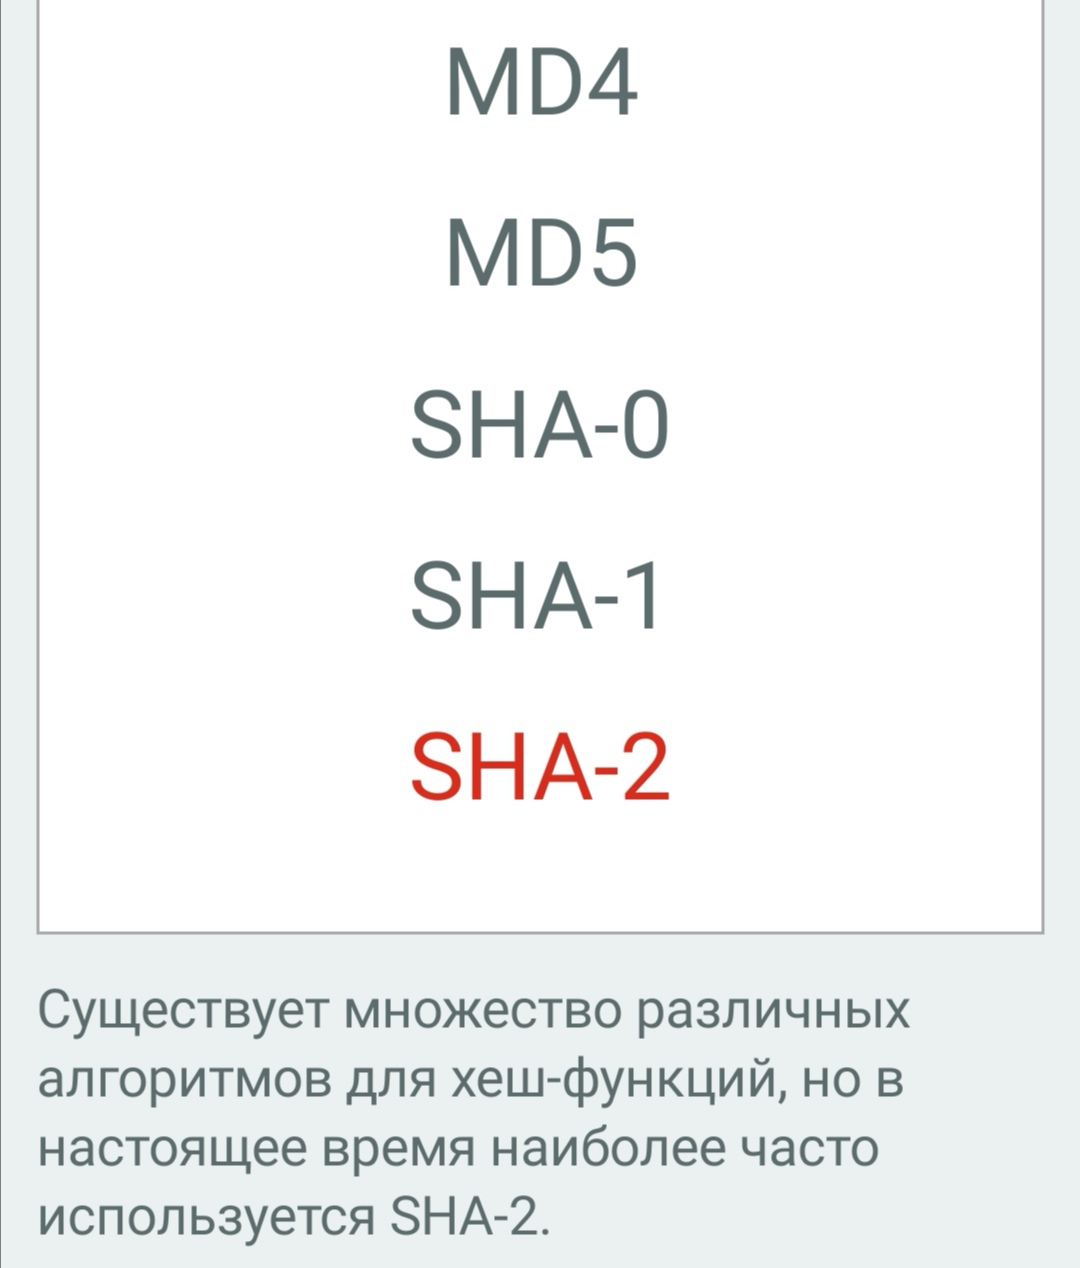 MD4
MD5
SHA-0
SHA-1
SHA-2
Существует множество различных
алгоритмов для хеш-функций, но в
настоящее время наиболее часто
используется SHA-2.